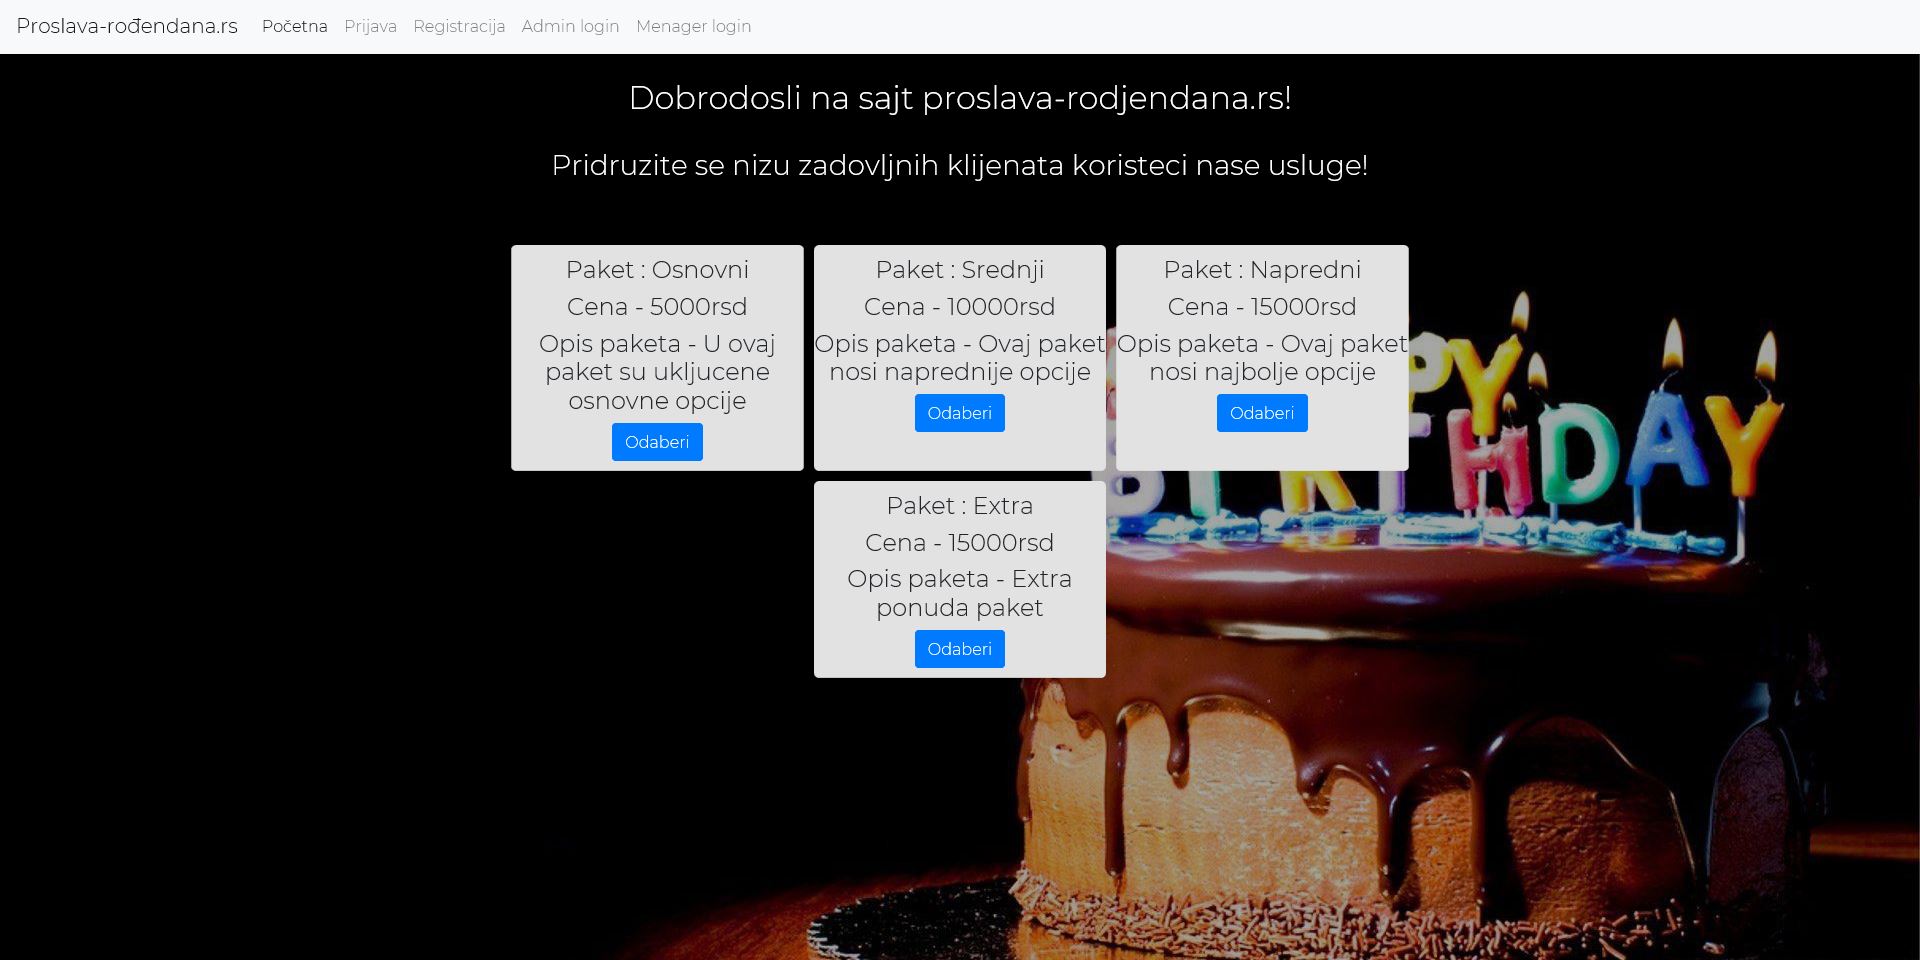 Proslava-rođendana.rs Početna Prijava Registracija Admin login Menager login
Dobrodosli na sajt proslava-rodjendana.rs!
Pridruzite se nizu zadovljnih klijenata koristeci nase usluge!
Paket : Osnovni
Cena - 5000rsd
Opis paketa - U ovaj
paket su ukljucene
osnovne opcije
Odaberi
Paket : Srednji
Cena - 10000rsd
Opis paketa - Ovaj paket
nosi naprednije opcije
Odaberi
Paket : Napredni
Cena - 15000rsd
Opis paketa - Ovaj paket
nosi najbolje opcije
Odaberi
Paket : Extra
Cena - 15000rsd
Opis paketa - Extra
ponuda paket
Odaberi
PY
BIRTHDAY